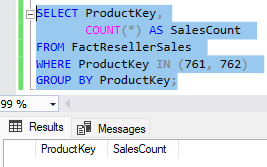 SELECT ProductKey,
COUNT(*) AS SalesCount
FROM FactResellerSales
WHERE ProductKey IN (761, 762)
GROUP BY ProductKey;
99 %
Results Messages
ProductKey SalesCount